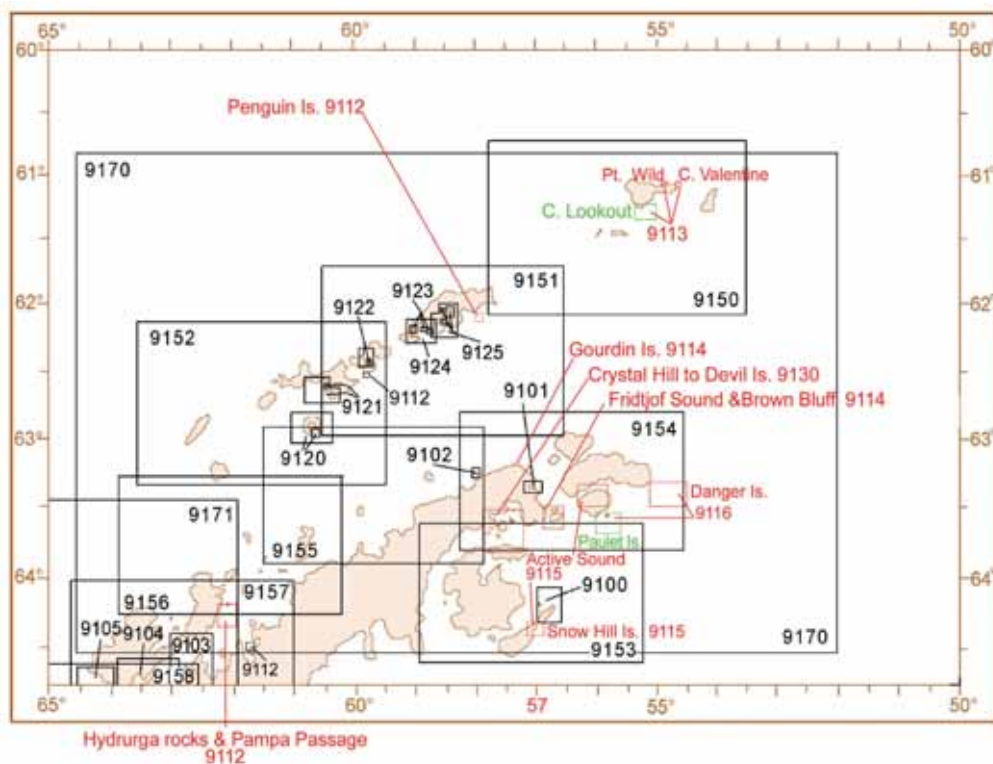 65° 60° 55° 50°
60° 60°
Penguin Is. 9112
61° 61°
9170
Pt. Wild C. Valentine
C. Lookout
9113
9151
9123
9150
62° 62°
9122
9152
9125
9124
Gourdin Is. 9114
Crystal Hill to Devil Is. 9130
9101
Fridtjof Sound &Brown Bluff 9114
9121 9112
9154
63° 63°
9120
9102
Danger Is.
9116
9171
Paulet Is.
9155
Active Sound
9115
64° 64°
9100
9157
9156
9105 9104
9103
Snow Hill Is. 9115
9170
9153
9112
9158
65° 60° 57 55° 50°
Hydrurga rocks & Pampa Passage
9112